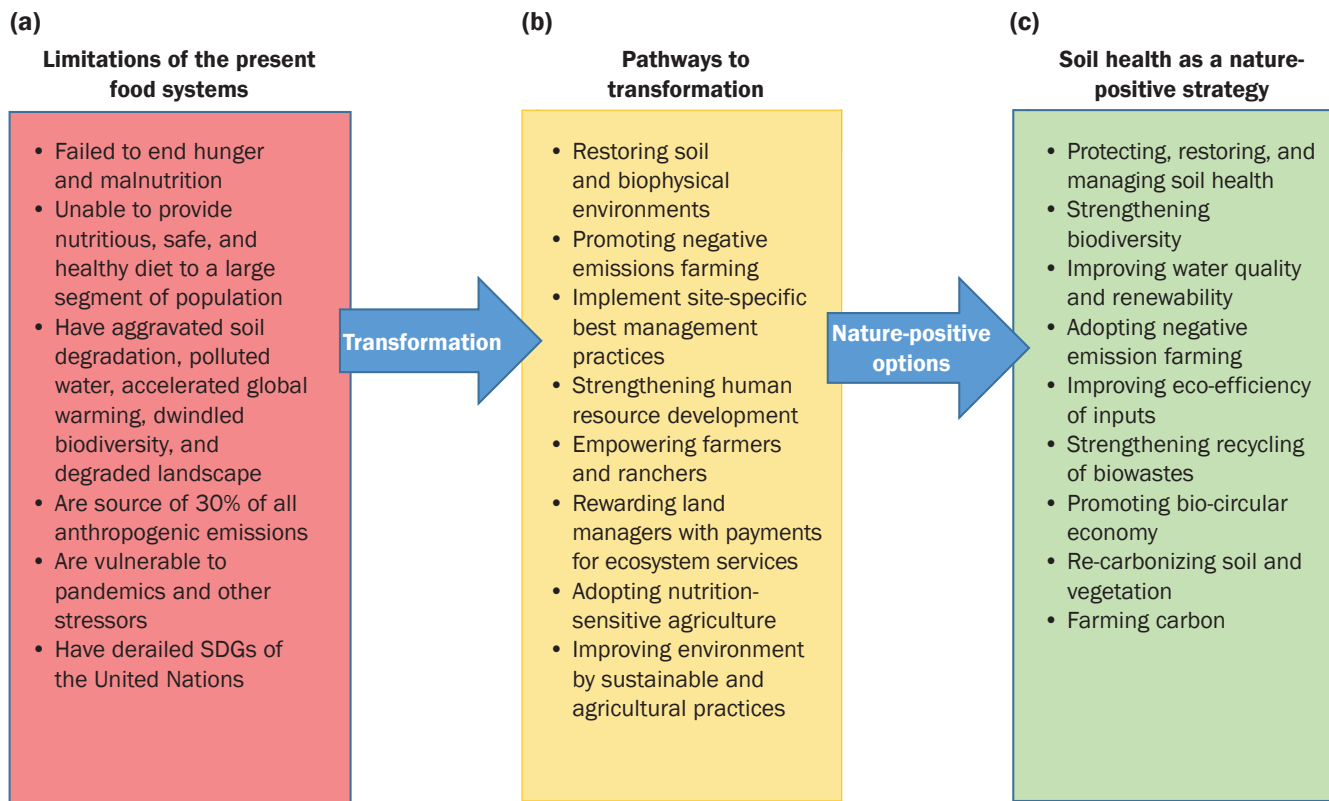 (a)
Limitations of the present
food systems
• Failed to end hunger
and malnutrition
• Unable to provide
nutritious, safe, and
healthy diet to a large
segment of population
• Have aggravated soil
degradation, polluted
water, accelerated global
warming, dwindled
biodiversity, and
degraded landscape
• Are source of 30% of all
anthropogenic emissions
• Are vulnerable to
pandemics and other
stressors
• Have derailed SDGs of
the United Nations
Transformation
(b)
Pathways to
transformation
• Restoring soil
and biophysical
environments
• Promoting negative
emissions farming
• Implement site-specific
best management
practices
• Strengthening human
resource development
• Empowering farmers
and ranchers
• Rewarding land
managers with payments
for ecosystem services
• Adopting nutrition-
sensitive agriculture
• Improving environment
by sustainable and
agricultural practices
Nature-positive
options
(c)
Soil health as a nature-
positive strategy
• Protecting, restoring, and
managing soil health
• Strengthening
biodiversity
• Improving water quality
and renewability
• Adopting negative
emission farming
• Improving eco-efficiency
of inputs
• Strengthening recycling
of biowastes
• Promoting bio-circular
economy
• Re-carbonizing soil and
vegetation
• Farming carbon